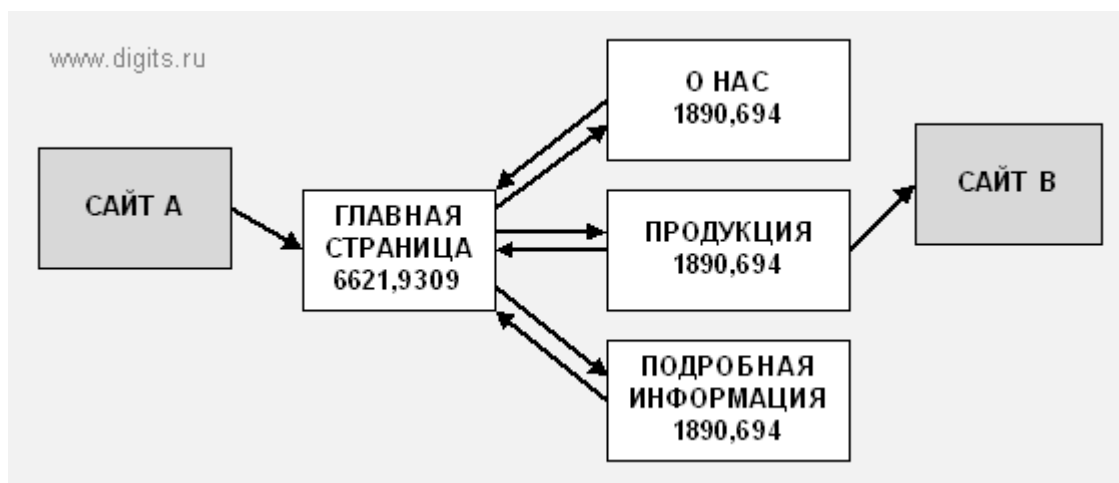 www.digits.ru
САЙТ А
ГЛАВНАЯ
СТРАНИЦА
6621,9309
О НАС
1890,694
ПРОДУКЦИЯ
1890,694
ПОДРОБНАЯ
ИНФОРМАЦИЯ
1890,694
САЙТ В